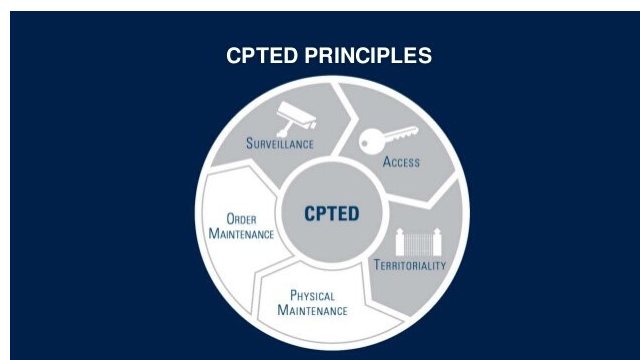 CPTED PRINCIPLES
SURVEILLANCE
ACCESS
CPTED
ORDER
MAINTENANCE
TERRITORIALITY
PHYSICAL
MAINTENANCE